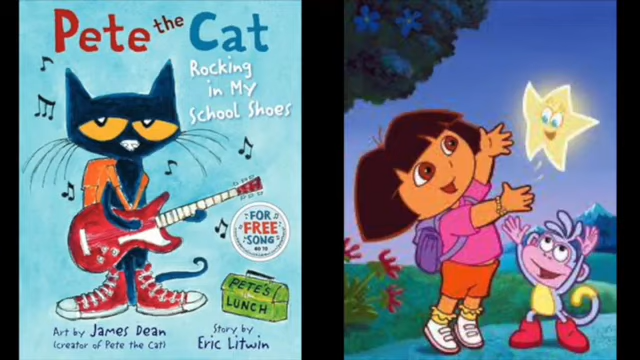 Pete the Cat
Rocking
in My
School Shoes
FOR
FREE
SONG
PETE'S
LUNCH
Art by James Dean
(creator of Pete the Cat)
Story by
Eric Litwin